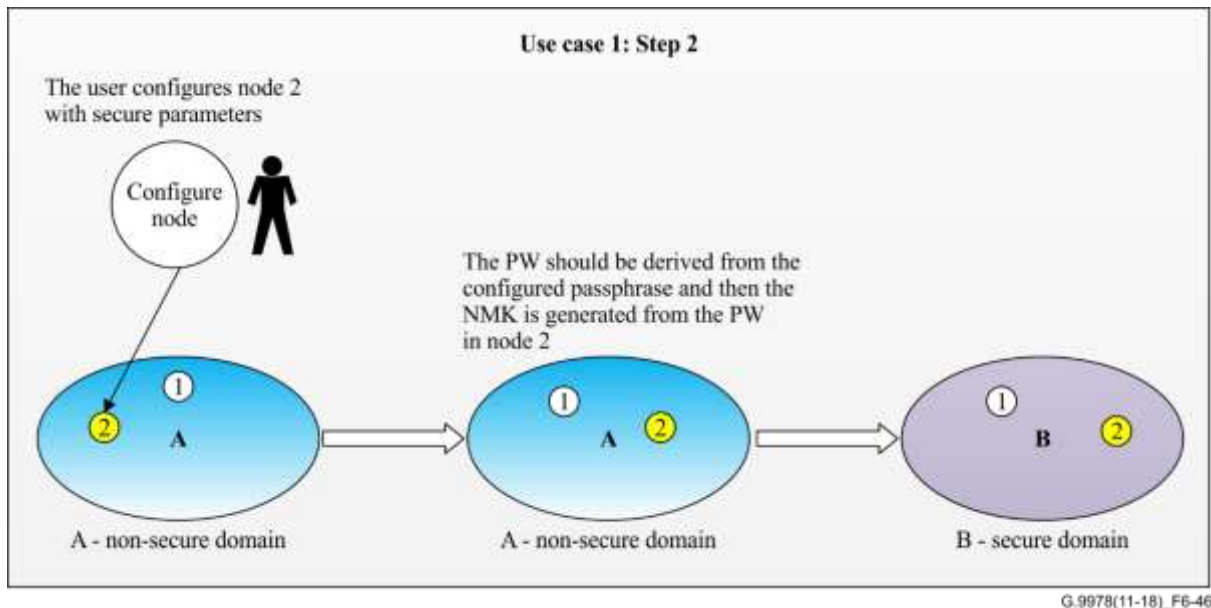 Use case 1: Step 2
The user configures node 2
with secure parameters
Configure
node
The PW should be derived from the
configured passphrase and then the
NMK is generated from the PW
in node 2
1
2
A
1
2
A
1
2
B
A - non-secure domain
A - non-secure domain
B - secure domain
G.9978(11-18)_F6-46